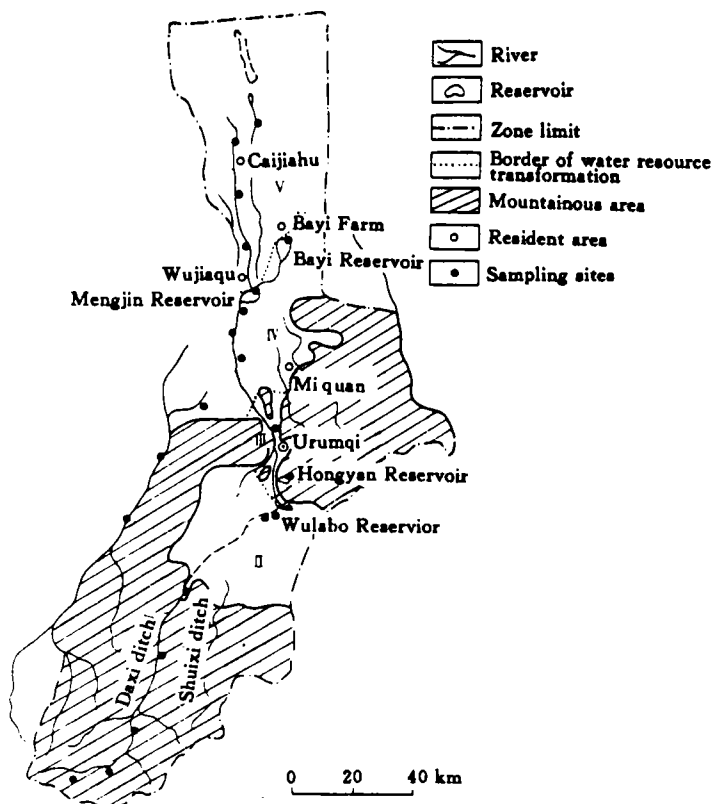 River
Reservoir
Zone limit
Border of water resource
transformation
Mountainous area
Resident area
Sampling sites
Caijiahu
V
Bayi Farm
Bayi Reservoir
Wujiaqu
Mengjin Reservoir
IV
Miquan
III
Urumqi
Hongyan Reservoir
Wulabo Reservior
II
Daxi ditch
Shuixi ditch
0 20 40 km